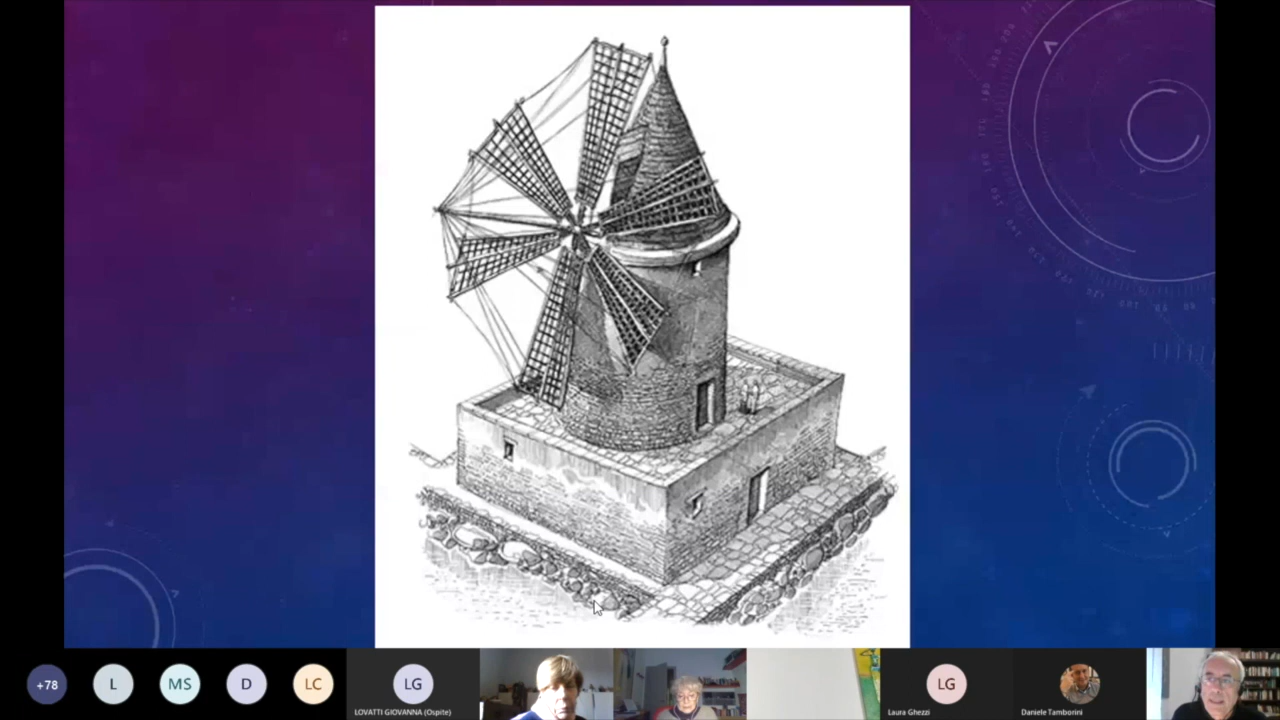 +78
L
MS
D
LC
LG
LOVATTI GIOVANNA (Ospite)
LG
Laura Ghezzi
Daniele Tamborini